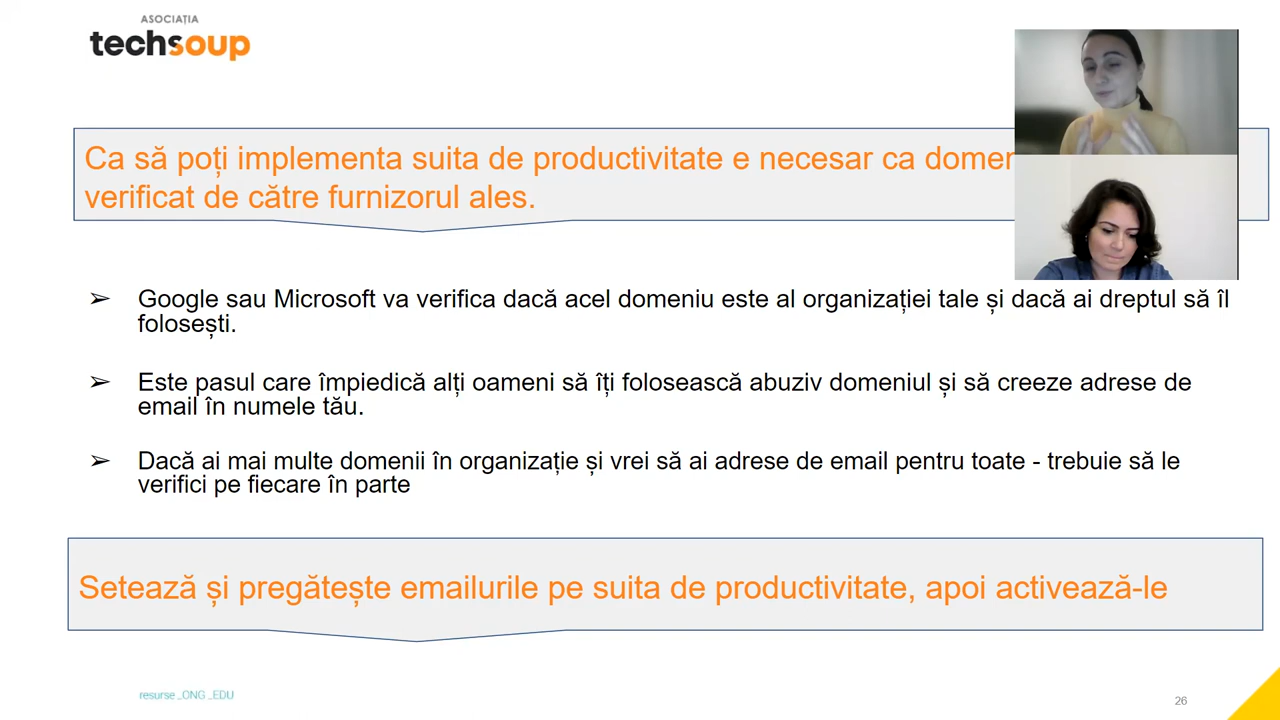 ASOCIAȚIA
techsoup
Ca să poți implementa suita de productivitate e necesar ca
verificat de către furnizorul ales.
➢ Google sau Microsoft va verifica dacă acel domeniu este al organizației tale și dacă ai dreptul să îl
folosești.
➢ Este pasul care împiedică alți oameni să îți folosească abuziv domeniul și să creeze adrese de
email în numele tău.
➢ Dacă ai mai multe domenii în organizație și vrei să ai adrese de email pentru toate - trebuie să le
verifici pe fiecare în parte
Setează și pregătește emailurile pe suita de productivitate, apoi activează-le
resurse _ONG _EDU
26